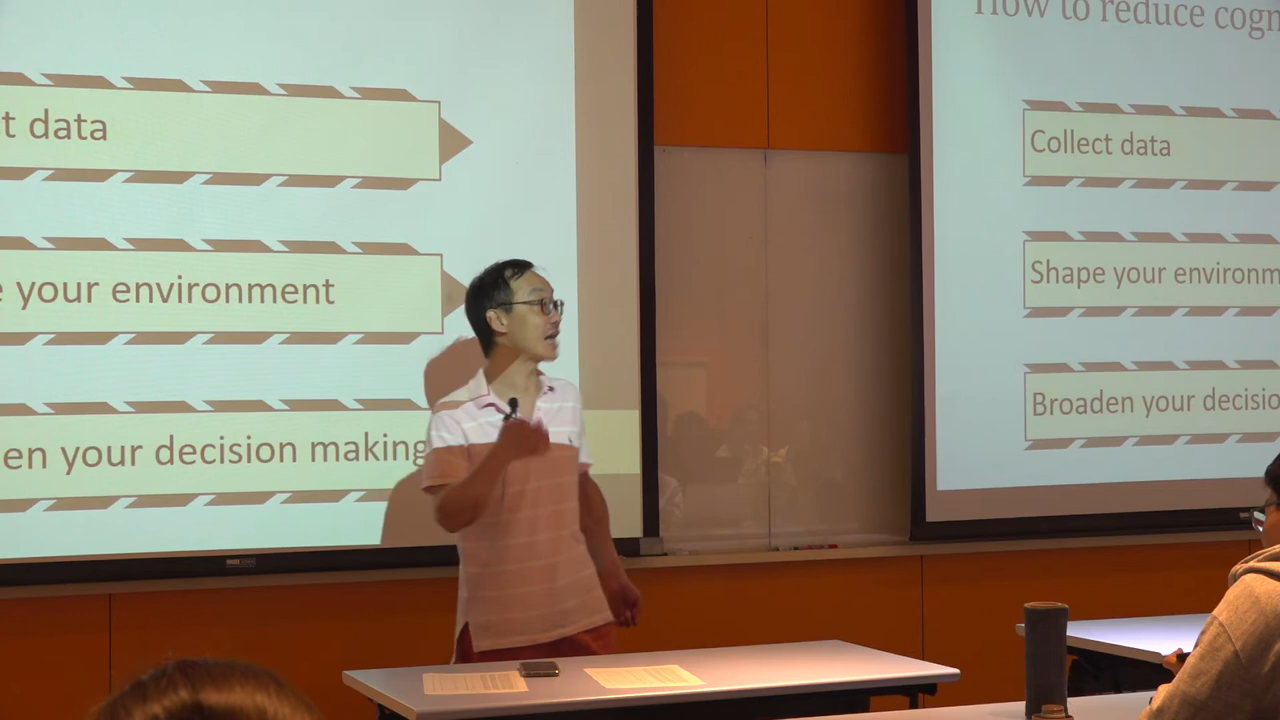 t data
your environment
en your decision making
How to reduce cogn
Collect data
Shape your environm
Broaden your decisio